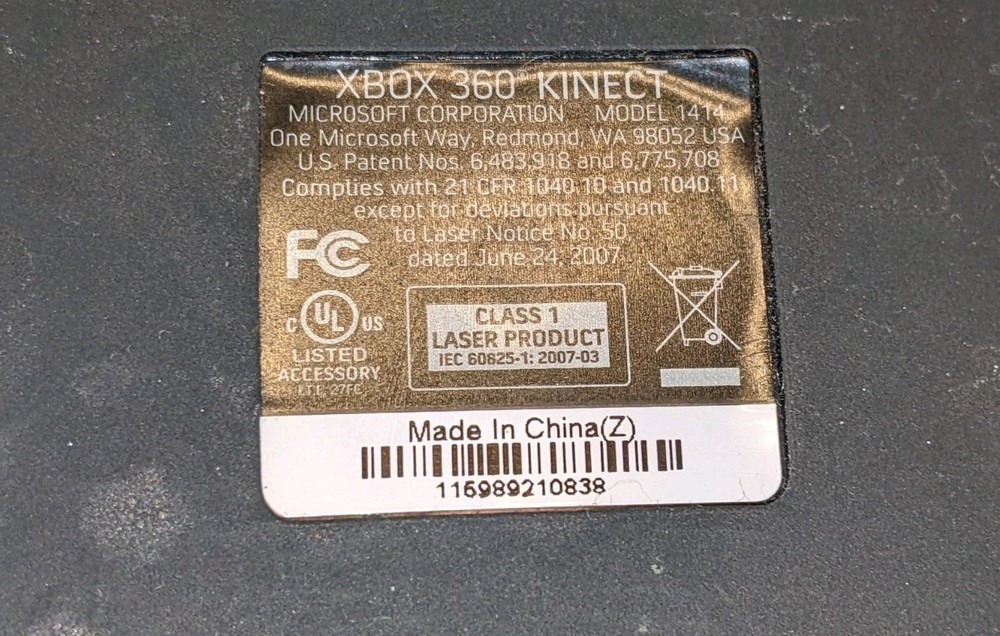 XBOX 360® KINECT
MICROSOFT CORPORATION MODEL 1414
One Microsoft Way, Redmond, WA 98052 USA
U.S. Patent Nos. 6,483,918 and 6,775,708
Complies with 21 CFR 1040.10 and 1040.11
except for deviations pursuant
to Laser Notice No. 50,
dated June 24, 2007
FC
C UL US
LISTED
ACCESSORY
I.T.E. 27FC
CLASS 1
LASER PRODUCT
IEC 60825-1: 2007-03
Made In China(Z)
116989210838